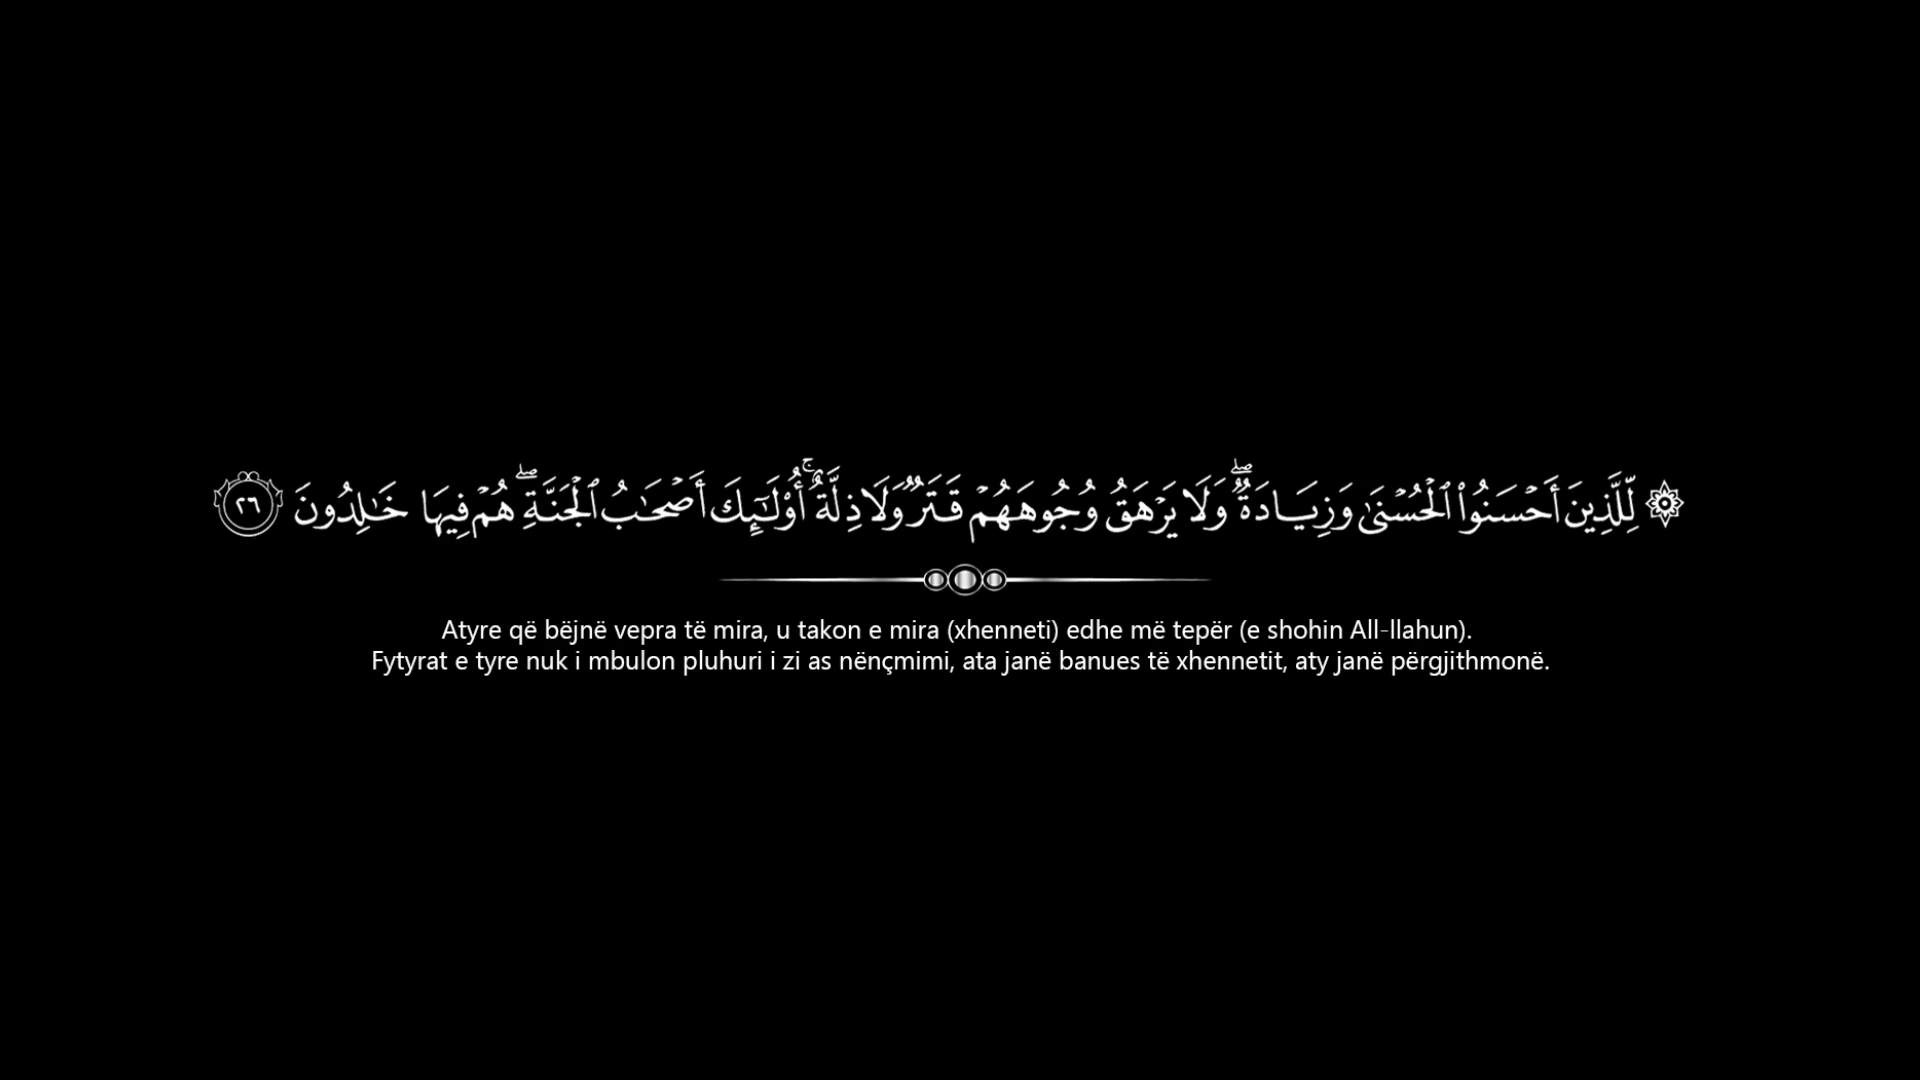 ۞ لِّلَّذِينَ أَحْسَنُوا۟ ٱلْحُسْنَىٰ وَزِيَادَةٌ ۖ وَلَا يَرْهَقُ وُجُوهَهُمْ قَتَرٌ وَلَا ذِلَّةٌ ۚ أُو۟لَـٰٓئِكَ أَصْحَـٰبُ ٱلْجَنَّةِ ۖ هُمْ فِيهَا خَـٰلِدُونَ ٢٦
Atyre që bëjnë vepra të mira, u takon e mira (xhenneti) edhe më tepër (e shohin All-llahun).
Fytyrat e tyre nuk i mbulon pluhuri i zi as nënçmimi, ata janë banues të xhennetit, aty janë përgjithmonë.